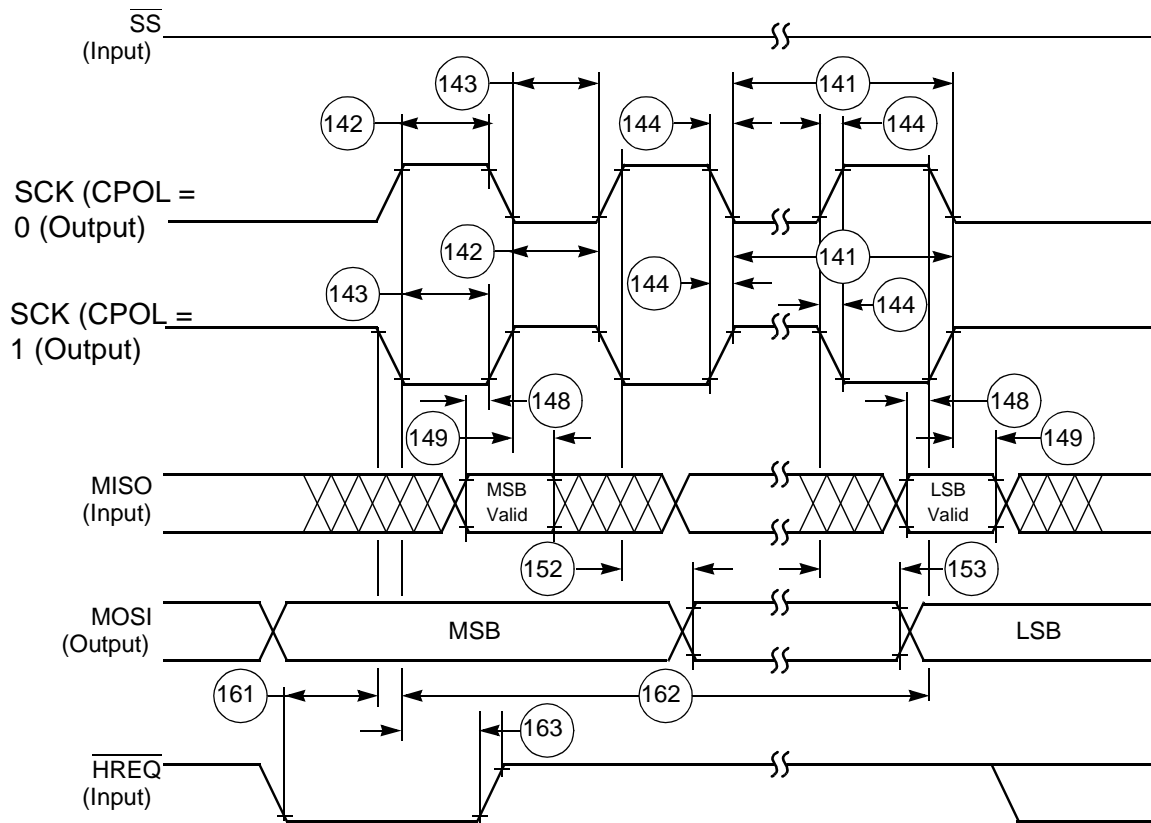 SS
(Input)
143
141
142
144
144
SCK (CPOL =
0 (Output)
142
141
144
143
144
SCK (CPOL =
1 (Output)
148
148
149
149
MISO
(Input)
MSB
Valid
LSB
Valid
152
153
MOSI
(Output)
MSB
LSB
161
162
163
HREQ
(Input)